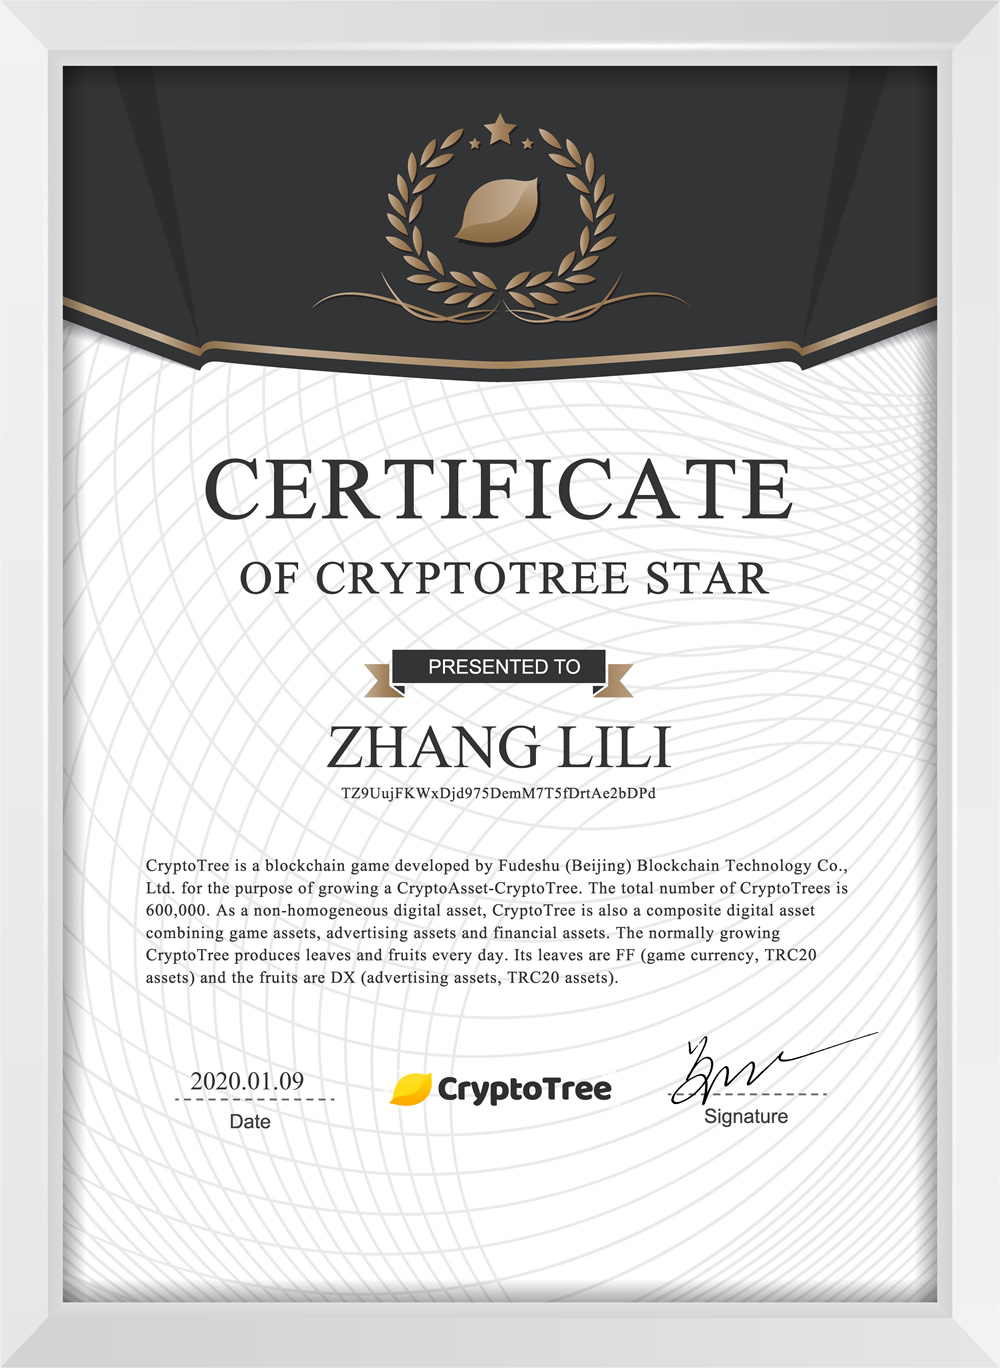 CERTIFICATE
OF CRYPTOTREE STAR
PRESENTED TO
ZHANG LILI
TZ9UujFKWxDjd975DemM7T5fDrtAe2bDPd
CryptoTree is a blockchain game developed by Fudeshu (Beijing) Blockchain Technology Co.,
Ltd. for the purpose of growing a CryptoAsset-CryptoTree. The total number of CryptoTrees is
600,000. As a non-homogeneous digital asset, CryptoTree is also a composite digital asset
combining game assets, advertising assets and financial assets. The normally growing
CryptoTree produces leaves and fruits every day. Its leaves are FF (game currency, TRC20
assets) and the fruits are DX (advertising assets, TRC20 assets).
2020.01.09
Date
CryptoTree
Signature